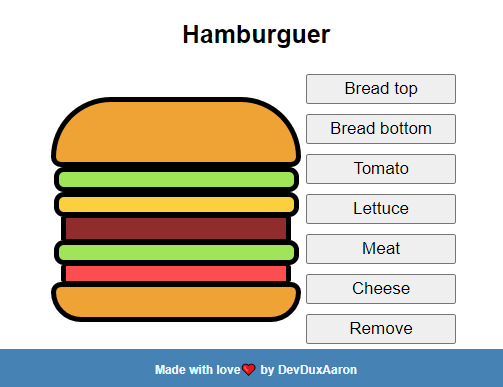 Hamburguer
Bread top
Bread bottom
Tomato
Lettuce
Meat
Cheese
Remove
Made with love❤️ by DevDuxAaron